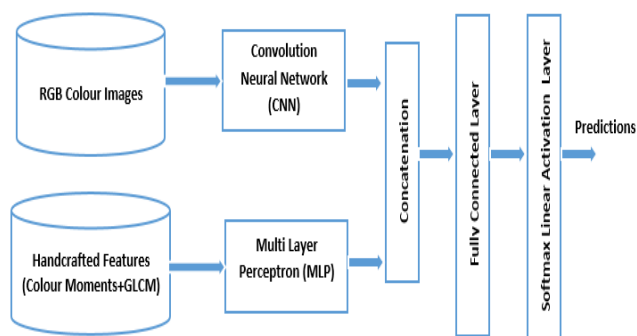 RGB Colour Images
Convolution
Neural Network
(CNN)
Handcrafted Features
(Colour Moments+GLCM)
Multi Layer
Perceptron (MLP)
Concatenation
Fully Connected Layer
Softmax Linear Activation Layer
Predictions